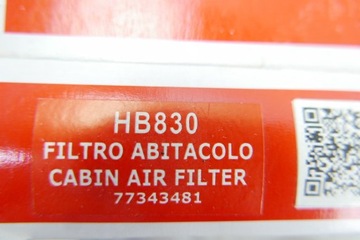 HB830
FILTRO ABITACOLO
CABIN AIR FILTER
77343481